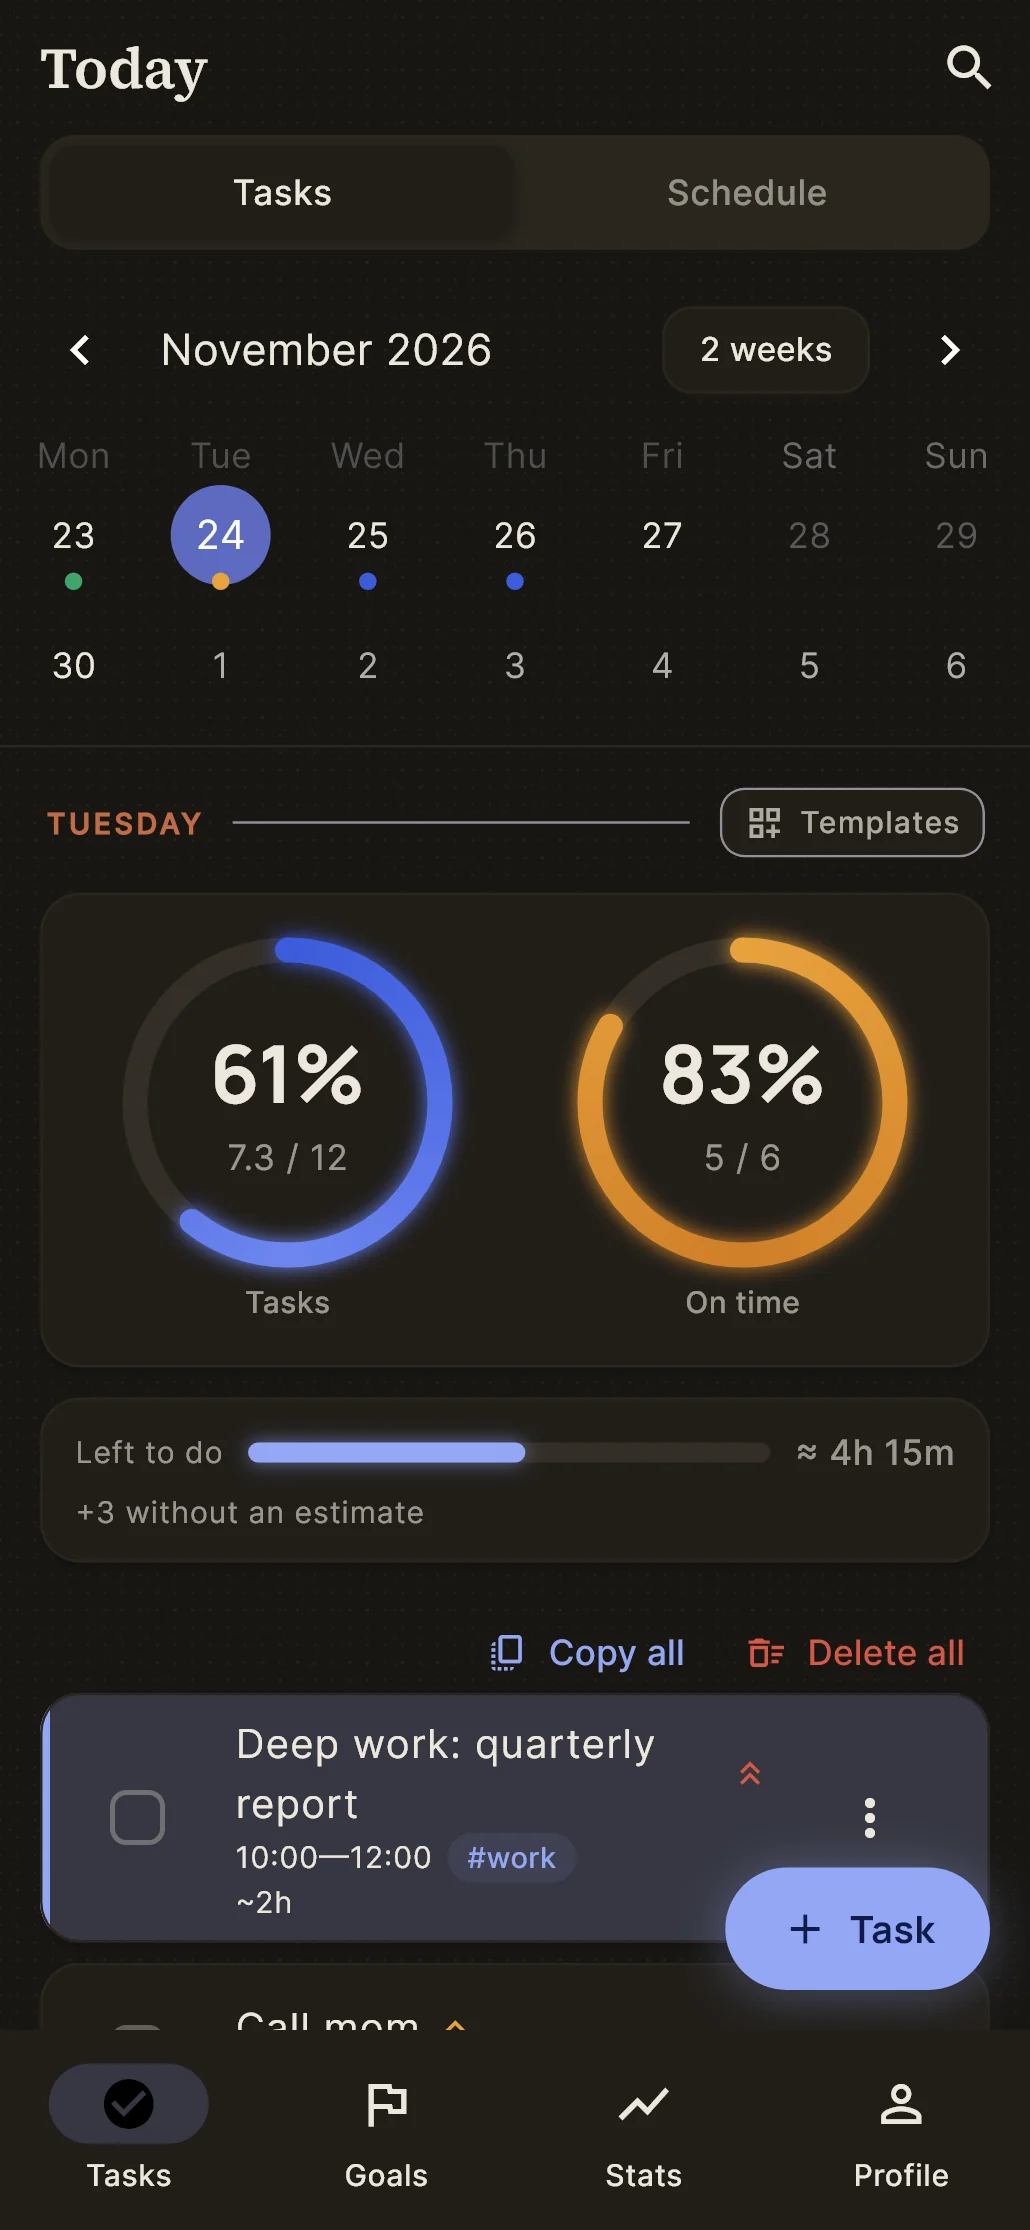 Today
Tasks Schedule
November 2026 2 weeks
Mon Tue Wed Thu Fri Sat Sun
23 24 25 26 27 28 29
30 1 2 3 4 5 6
TUESDAY Templates
61% 83%
7.3 / 12 5 / 6
Tasks On time
Left to do ≈ 4h 15m
+3 without an estimate
Copy all Delete all
Deep work: quarterly
report
10:00—12:00 #work
~2h
+ Task
Call mom
Tasks Goals Stats Profile